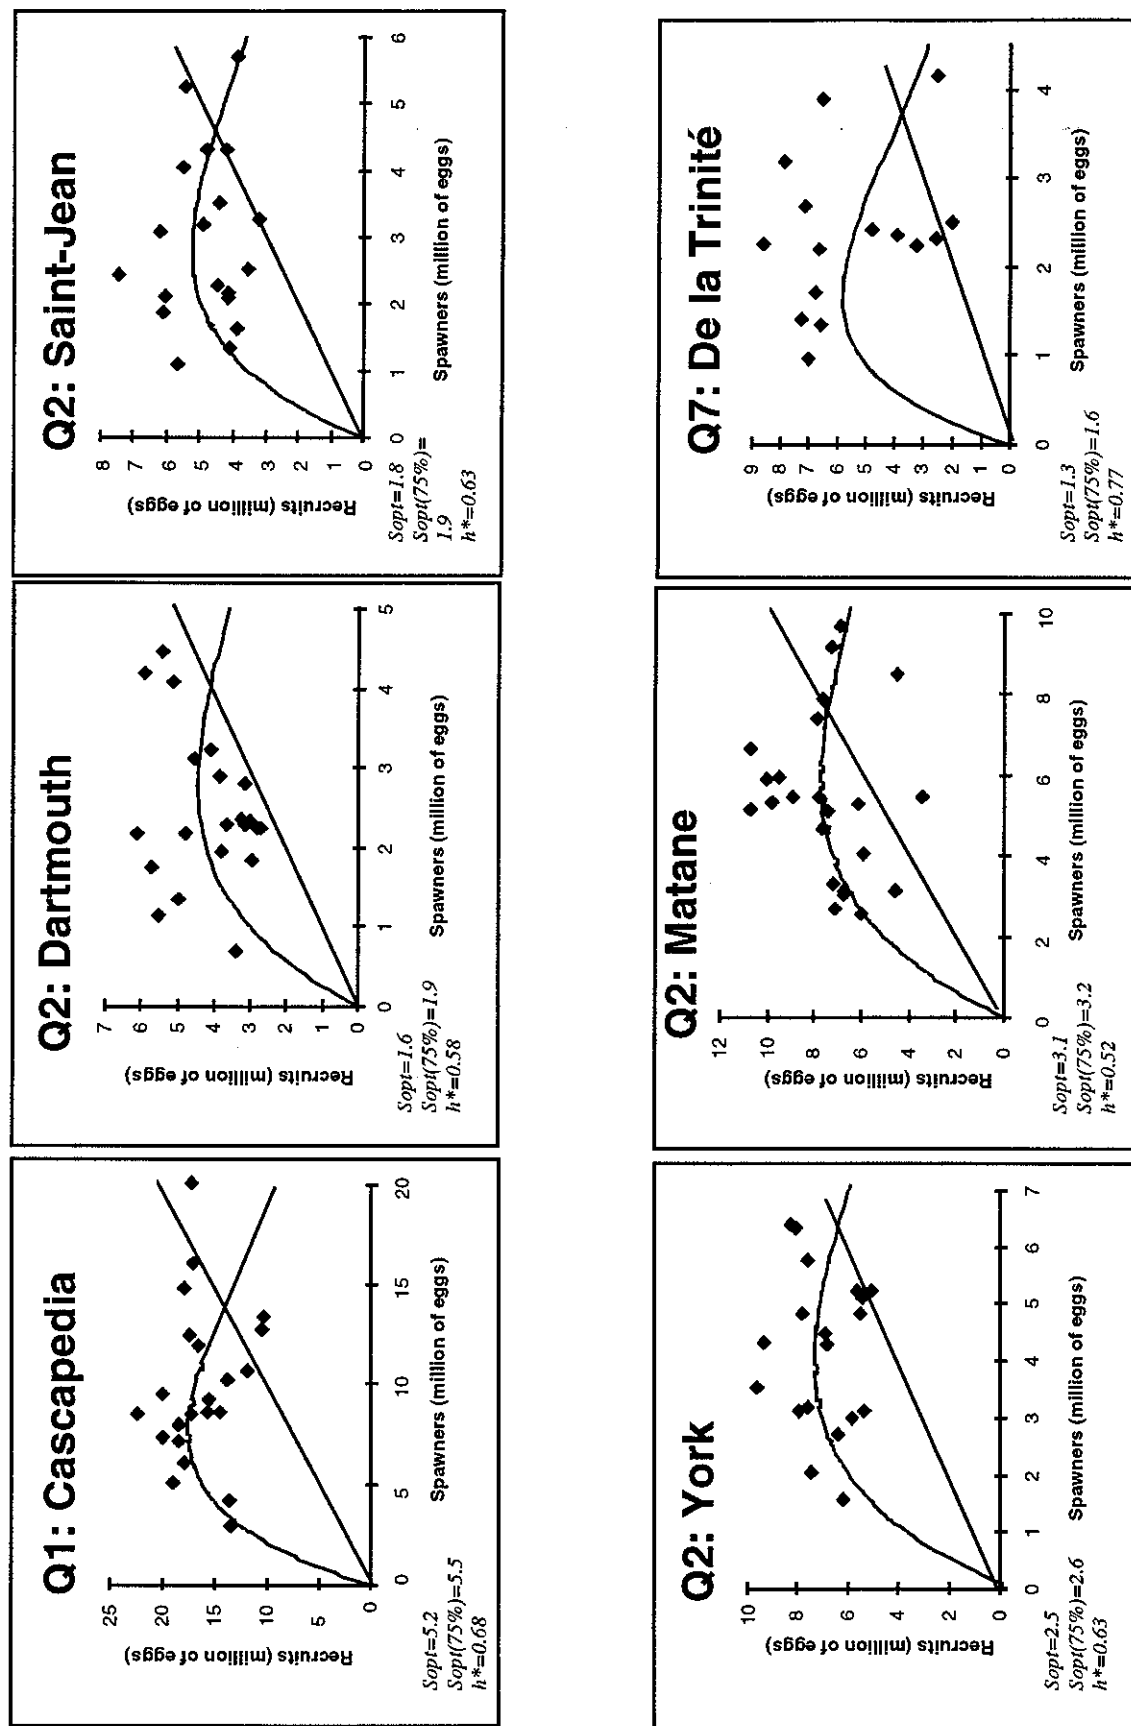 Q1: Cascapedia
Recruits (million of eggs)
25
20
15
10
5
0
0
5
10
15
20
Spawners (million of eggs)
Sopt=5.2
Sopt(75%)=5.5
h*=0.68
Q2: Dartmouth
Recruits (million of eggs)
7
6
5
4
3
2
1
0
0
1
2
3
4
5
Spawners (million of eggs)
Sopt=1.6
Sopt(75%)=1.9
h*=0.58
Q2: Saint-Jean
Recruits (million of eggs)
8
7
6
5
4
3
2
1
0
0
1
2
3
4
5
6
Spawners (million of eggs)
Sopt=1.8
Sopt(75%)=
1.9
h*=0.63
Q2: York
Recruits (million of eggs)
10
8
6
4
2
0
0
1
2
3
4
5
6
7
Spawners (million of eggs)
Sopt=2.5
Sopt(75%)=2.6
h*=0.63
Q2: Matane
Recruits (million of eggs)
12
10
8
6
4
2
0
0
2
4
6
8
10
Spawners (million of eggs)
Sopt=3.1
Sopt(75%)=3.2
h*=0.52
Q7: De la Trinité
Recruits (million of eggs)
9
8
7
6
5
4
3
2
1
0
0
1
2
3
4
Spawners (million of eggs)
Sopt=1.3
Sopt(75%)=1.6
h*=0.77